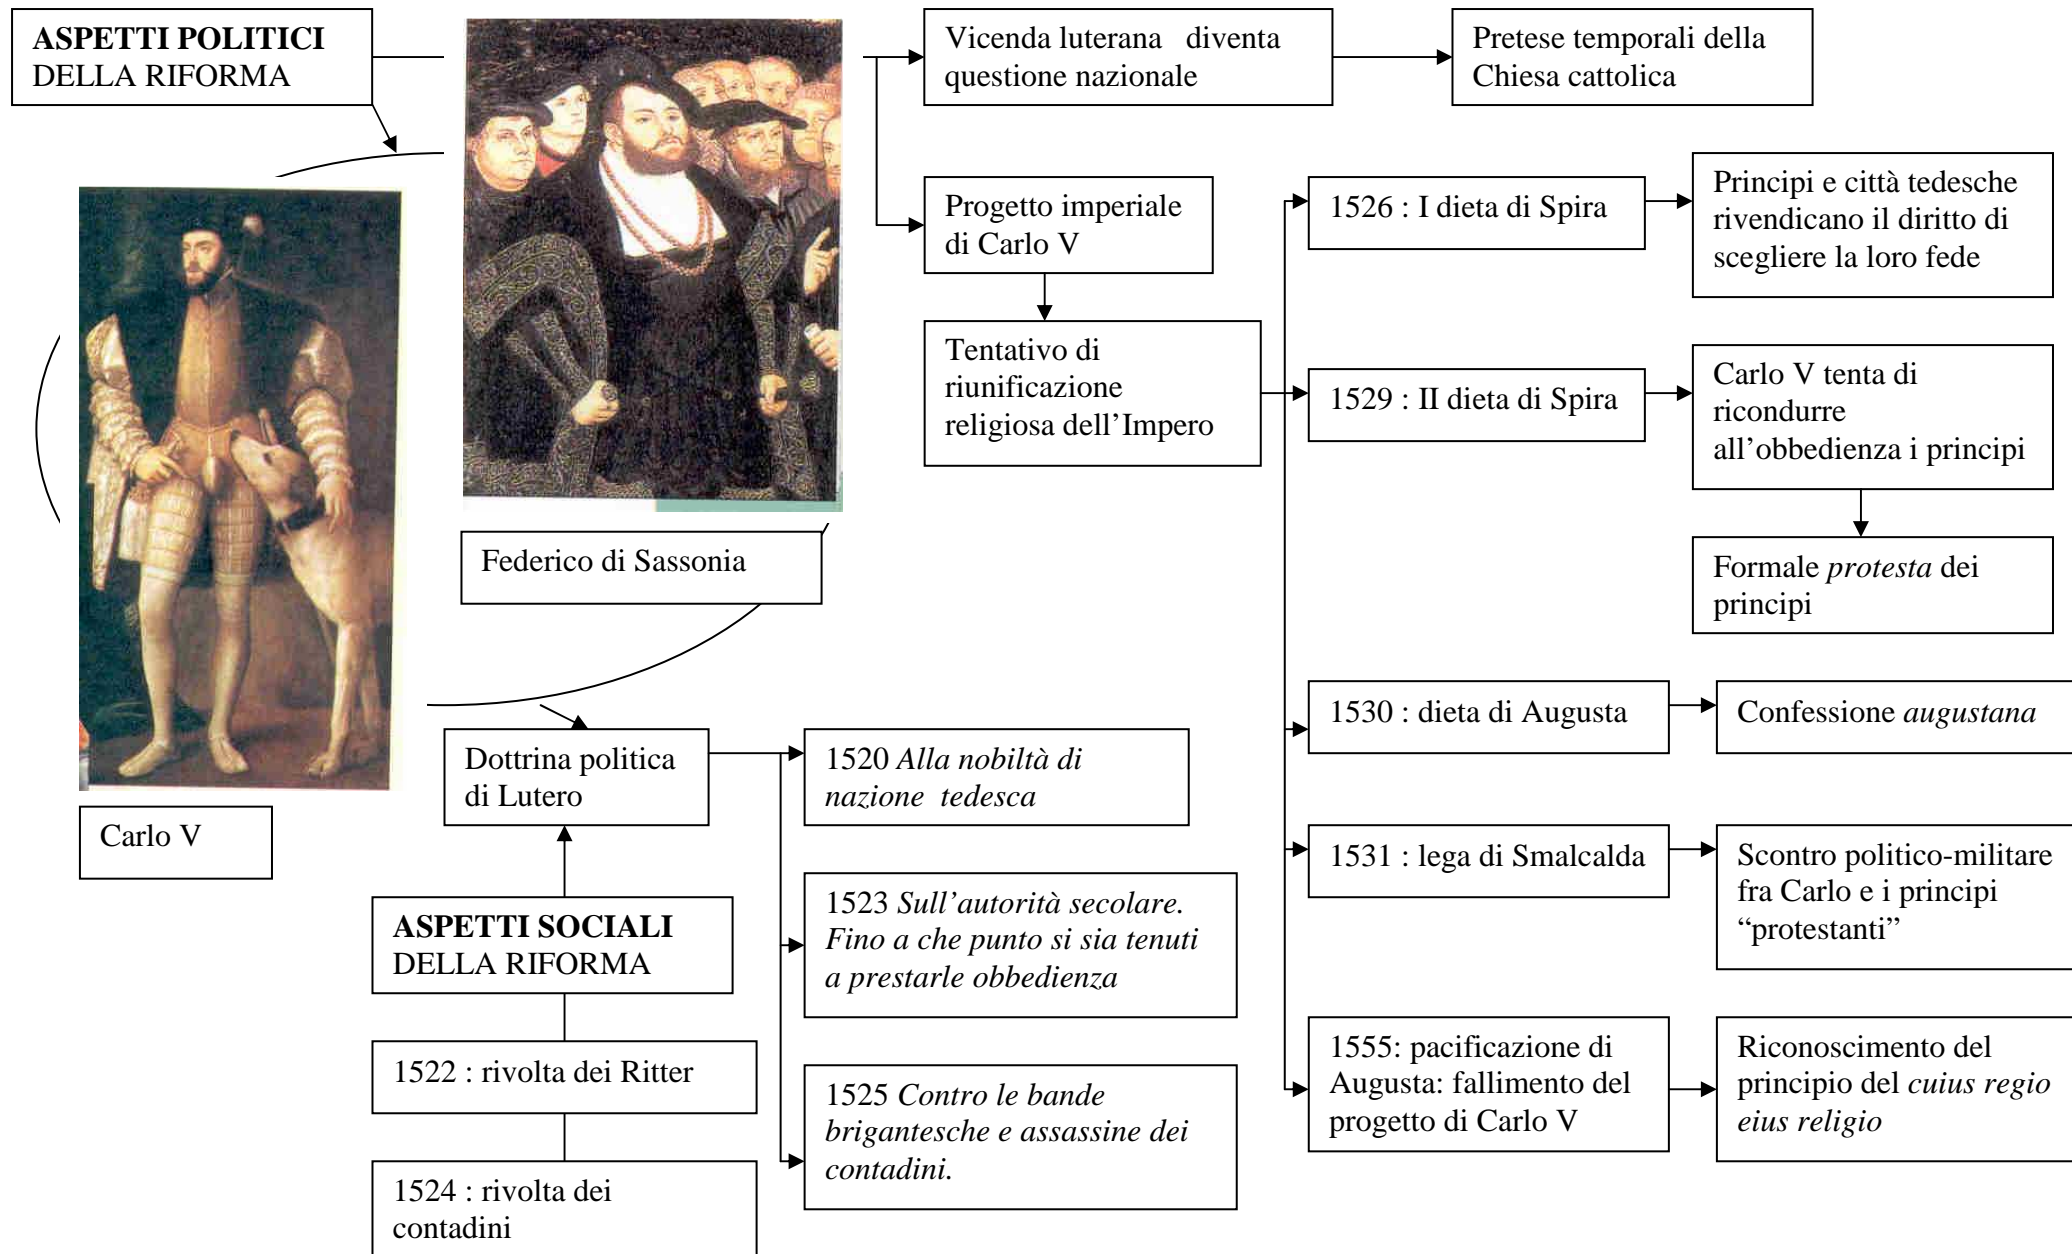 ASPETTI POLITICI
DELLA RIFORMA
Vicenda luterana diventa
questione nazionale
Pretese temporali della
Chiesa cattolica
Progetto imperiale
di Carlo V
1526 : I dieta di Spira
Principi e città tedesche
rivendicano il diritto di
scegliere la loro fede
Tentativo di
riunificazione
religiosa dell’Impero
1529 : II dieta di Spira
Carlo V tenta di
ricondurre
all’obbedienza i principi
Formale protesta dei
principi
Federico di Sassonia
1530 : dieta di Augusta
Confessione augustana
Dottrina politica
di Lutero
1520 Alla nobiltà di
nazione tedesca
Carlo V
1531 : lega di Smalcalda
Scontro politico-militare
fra Carlo e i principi
“protestanti”
ASPETTI SOCIALI
DELLA RIFORMA
1523 Sull’autorità secolare.
Fino a che punto si sia tenuti
a prestarle obbedienza
1522 : rivolta dei Ritter
1525 Contro le bande
brigantesche e assassine dei
contadini.
1555: pacificazione di
Augusta: fallimento del
progetto di Carlo V
Riconoscimento del
principio del cuius regio
eius religio
1524 : rivolta dei
contadini